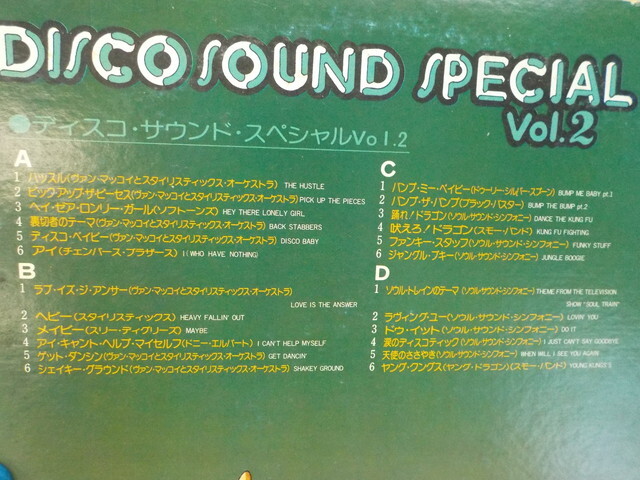 DISCO SOUND SPECIAL
Vol.2
●ディスコ・サウンド・スペシャルVol.2
A
1 ハッスル(ヴァン・マッコイとスタイリスティックス・オーケストラ) THE HUSTLE
2 ピック・アップ・ザ・ピーセス(ヴァン・マッコイとスタイリスティックス・オーケストラ) PICK UP THE PIECES
3 ヘイ・ゼア・ロンリー・ガール(ソフトーンズ) HEY THERE LONELY GIRL
4 裏切者のテーマ(ヴァン・マッコイとスタイリスティックス・オーケストラ) BACK STABBERS
5 ディスコ・ベイビー(ヴァン・マッコイとスタイリスティックス・オーケストラ) DISCO BABY
6 アイ(チェンバース・ブラザース) I (WHO HAVE NOTHING)
B
1 ラブ・イズ・ジ・アンサー(ヴァン・マッコイとスタイリスティックス・オーケストラ)
LOVE IS THE ANSWER
2 ヘビー(スタイリスティックス) HEAVY FALLIN' OUT
3 メイビー(スリー・ディグリーズ) MAYBE
4 アイ・キャント・ヘルプ・マイセルフ(ドニー・エルバート) I CAN'T HELP MYSELF
5 ゲット・ダンシン(ヴァン・マッコイとスタイリスティックス・オーケストラ) GET DANCIN'
6 シェイキー・グラウンド(ヴァン・マッコイとスタイリスティックス・オーケストラ) SHAKEY GROUND
C
1 バンプ・ミー・ベイビー(ドゥーリー・シルバースプーン) BUMP ME BABY pt.1
2 バンプ・ザ・バンプ(ブラック・バスター) BUMP THE BUMP pt.2
3 踊れ!ドラゴン(ソウル・サウンド・シンフォニー) DANCE THE KUNG FU
4 吠えろ!ドラゴン(スモー・バンド) KUNG FU FIGHTING
5 ファンキー・スタッフ(ソウル・サウンド・シンフォニー) FUNKY STUFF
6 ジャングル・ブギー(ソウル・サウンド・シンフォニー) JUNGLE BOOGIE
D
1 ソウル・トレインのテーマ(ソウル・サウンド・シンフォニー) THEME FROM THE TELEVISION
SHOW "SOUL TRAIN"
2 ラヴィング・ユー(ソウル・サウンド・シンフォニー) LOVIN' YOU
3 ドゥ・イット(ソウル・サウンド・シンフォニー) DO IT
4 涙のディスコティック(ソウル・サウンド・シンフォニー) I JUST CAN'T SAY GOODBYE
5 天使のささやき(ソウル・サウンド・シンフォニー) WHEN WILL I SEE YOU AGAIN
6 ヤング・クングス(ヤング・ドラゴン)(スモー・バンド) YOUNG KUNGS